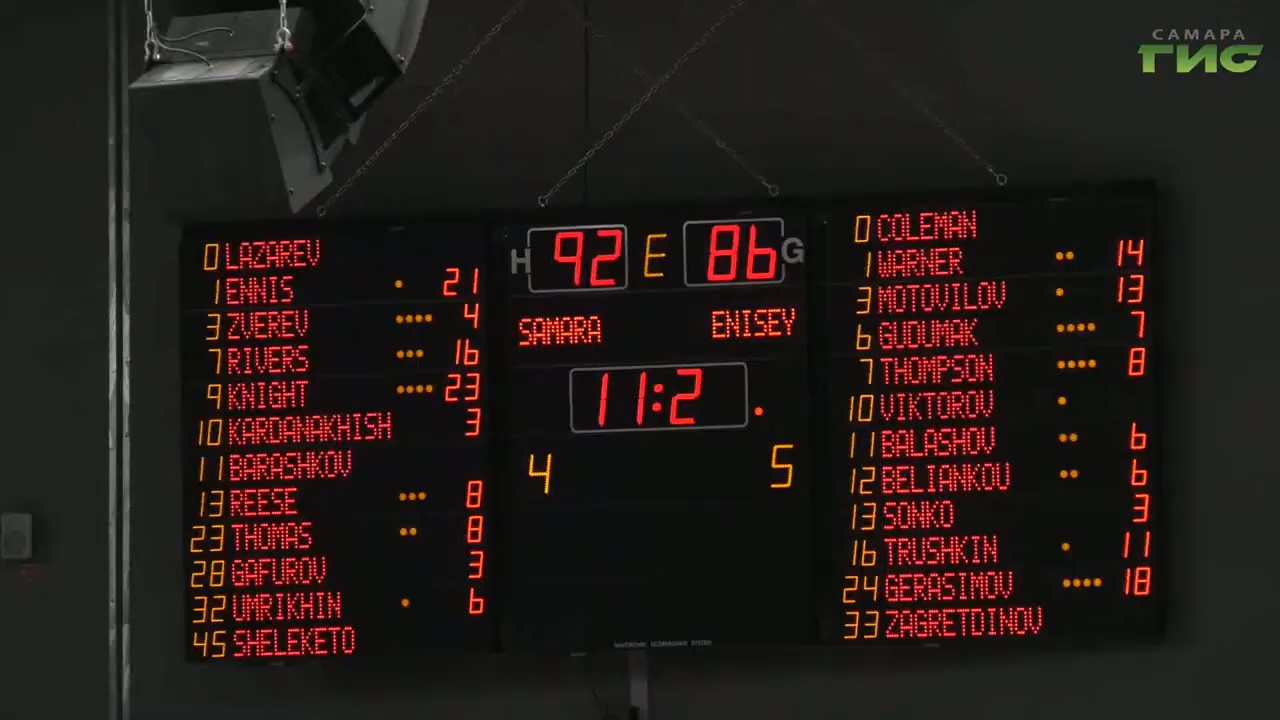 САМАРА
ГИС
H 92 E 86 G
SAMARA ENISEY
11:2.
4 5
0 LAZAREV
1 ENNIS • 21
3 ZVEREV •••• 4
7 RIVERS ••• 16
9 KNIGHT •••• 23
10 KARDANAKHISH 3
11 BARASHKOV
13 REESE ••• 8
23 THOMAS •• 8
28 GAFUROV 3
32 UMRIKHIN • 6
45 SHELEKETO
0 COLEMAN
1 WARNER •• 14
3 MOTOVILOV • 13
6 GUDUMAK •••• 7
7 THOMPSON •••• 8
10 VIKTOROV •
11 BALASHOV •• 6
12 BELIANKOV •• 6
13 SONKO 3
16 TRUSHKIN • 11
24 GERASIMOV •••• 18
33 ZAGRETDINOV